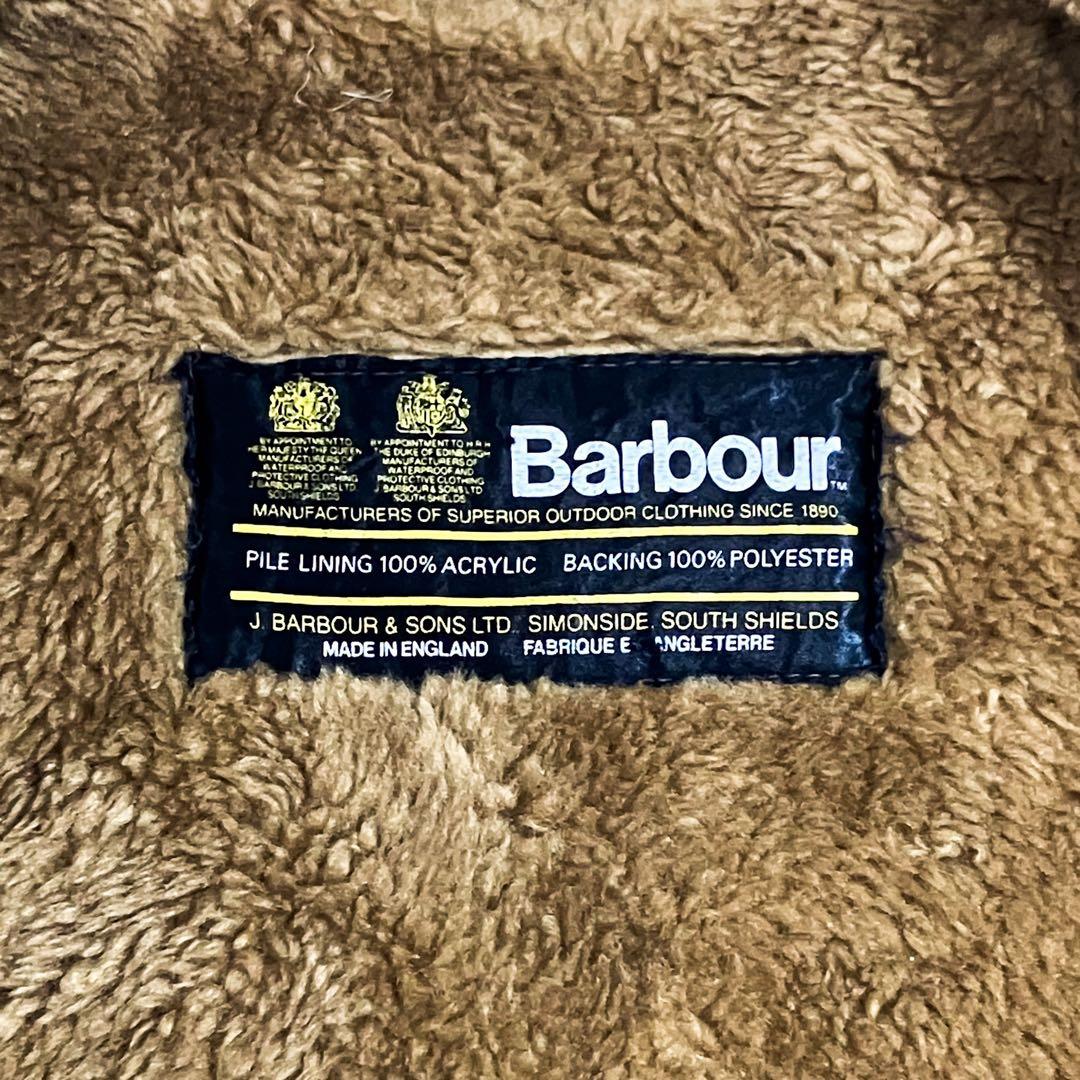 BY APPOINTMENT TO
HER MAJESTY THE QUEEN
MANUFACTURERS OF
WATERPROOF AND
PROTECTIVE CLOTHING
J. BARBOUR & SONS LTD
SOUTH SHIELDS
BY APPOINTMENT TO H R H
THE DUKE OF EDINBURGH
MANUFACTURERS OF
WATERPROOF AND
PROTECTIVE CLOTHING
J BARBOUR & SONS LTD
SOUTH SHIELDS
Barbour TM
MANUFACTURERS OF SUPERIOR OUTDOOR CLOTHING SINCE 1890
PILE LINING 100% ACRYLIC BACKING 100% POLYESTER
J. BARBOUR & SONS LTD. SIMONSIDE. SOUTH SHIELDS
MADE IN ENGLAND FABRIQUE E ANGLETERRE